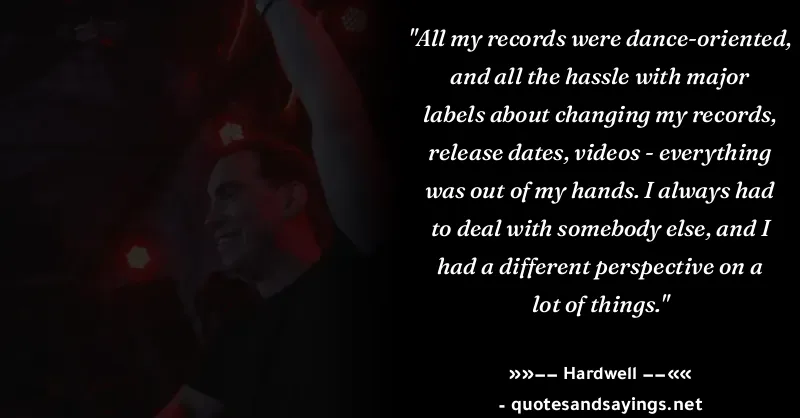 "All my records were dance-oriented,
and all the hassle with major
labels about changing my records,
release dates, videos - everything
was out of my hands. I always had
to deal with somebody else, and I
had a different perspective on a
lot of things."
»»–– Hardwell ––««
- quotesandsayings.net